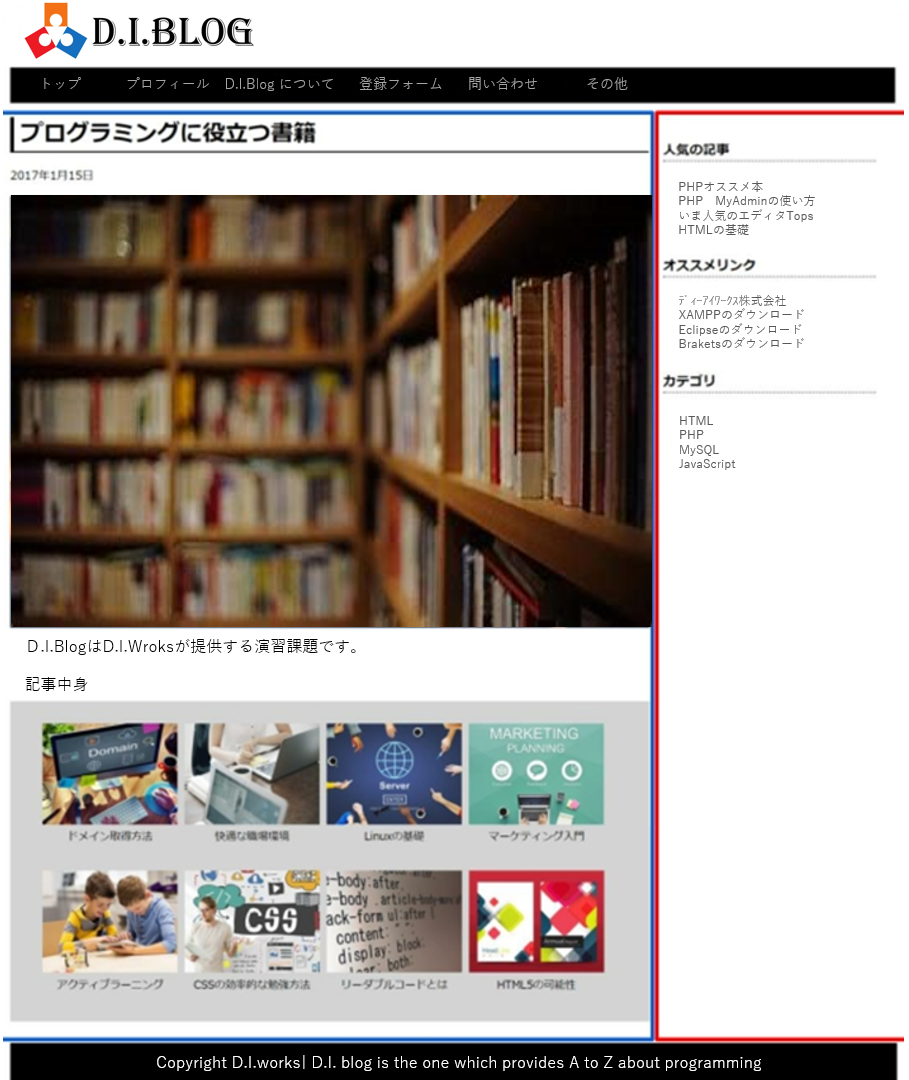 D.I.BLOG
トップ プロフィール D.I.Blog について 登録フォーム 問い合わせ その他
プログラミングに役立つ書籍
2017年1月15日
D.I.BlogはD.I.Wroksが提供する演習課題です。
記事中身
Domain
Server
ENTER
MARKETING
PLANNING
ドメイン取得方法 快適な職場環境 Linuxの基礎 マーケティング入門
CSS
e-body:after,
e-body .article-body-
ack-form ul:after {
content:
display: block;
clear: both;
アクティブラーニング CSSの効率的な勉強方法 リーダブルコードとは HTML5の可能性
人気の記事
PHPオススメ本
PHP　MyAdminの使い方
いま人気のエディタTops
HTMLの基礎
オススメリンク
ﾃﾞｨｰｱｲﾜｰｸｽ株式会社
XAMPPのダウンロード
Eclipseのダウンロード
Braketsのダウンロード
カテゴリ
HTML
PHP
MySQL
JavaScript
Copyright D.I.works| D.I. blog is the one which provides A to Z about programming